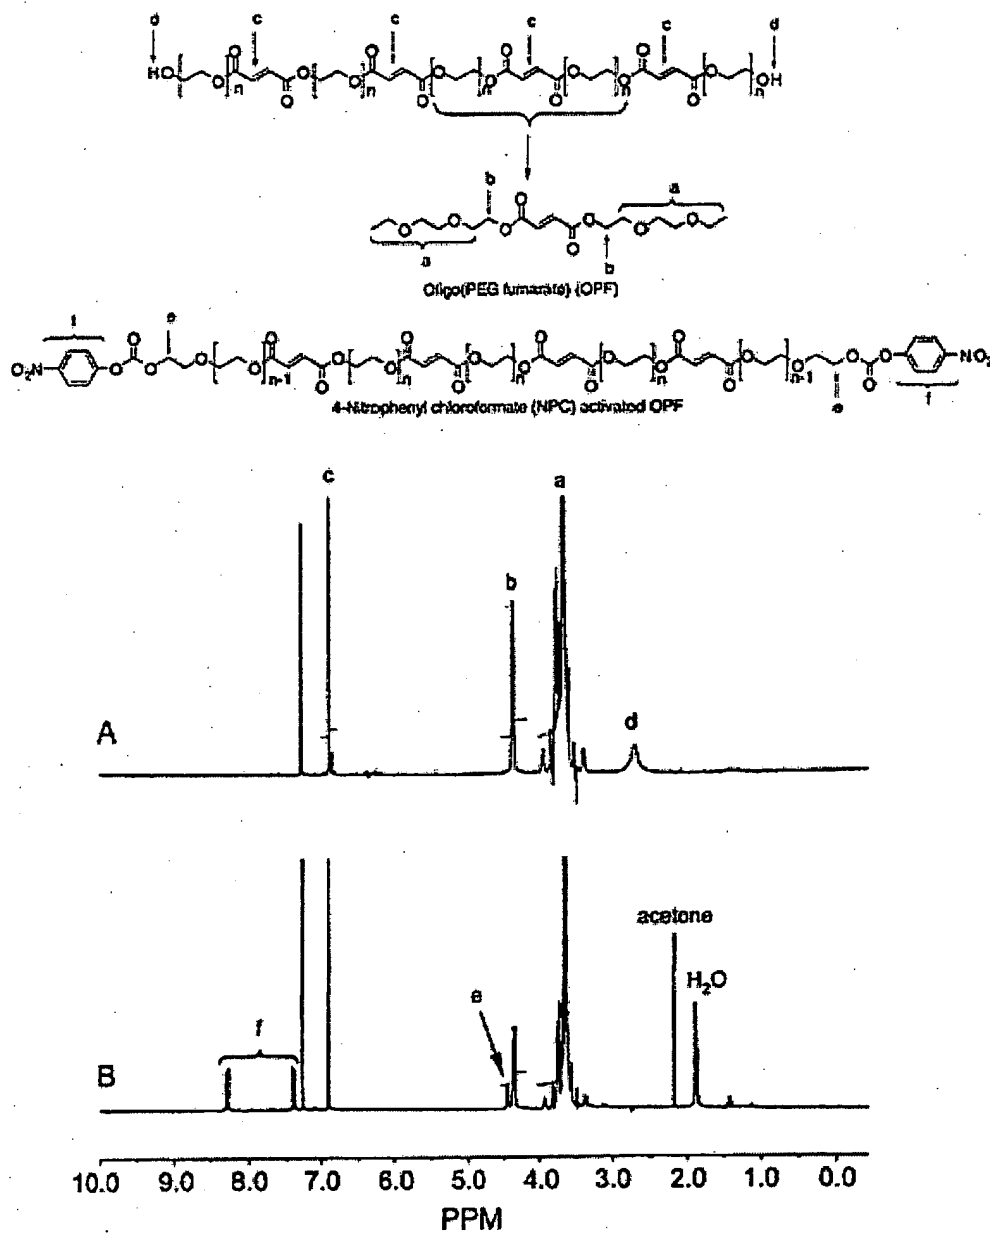 d c c c c d
HO O O n O O O n O O O n O O O n O O O n OH
b a
O O O O O O O O
a b
Oligo(PEG fumarate) (OPF)
f e
O₂N O O O O O n-1 O O O n O O O n O O O n O O O n-1 O O O O NO₂
e f
4-Nitrophenyl chloroformate (NPC) activated OPF
c a
b
A d
acetone
H₂O
e
f
B
10.0 9.0 8.0 7.0 6.0 5.0 4.0 3.0 2.0 1.0 0.0
PPM